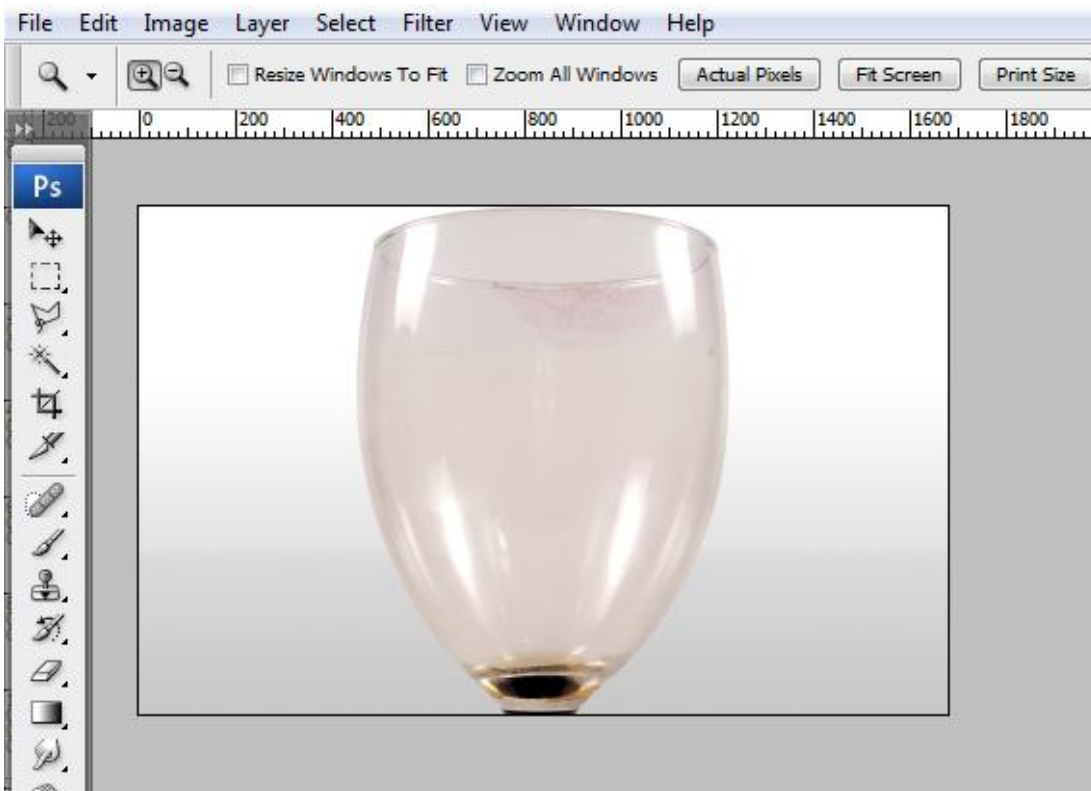 File Edit Image Layer Select Filter View Window Help
Resize Windows To Fit Zoom All Windows Actual Pixels Fit Screen Print Size
200 0 200 400 600 800 1000 1200 1400 1600 1800
Ps